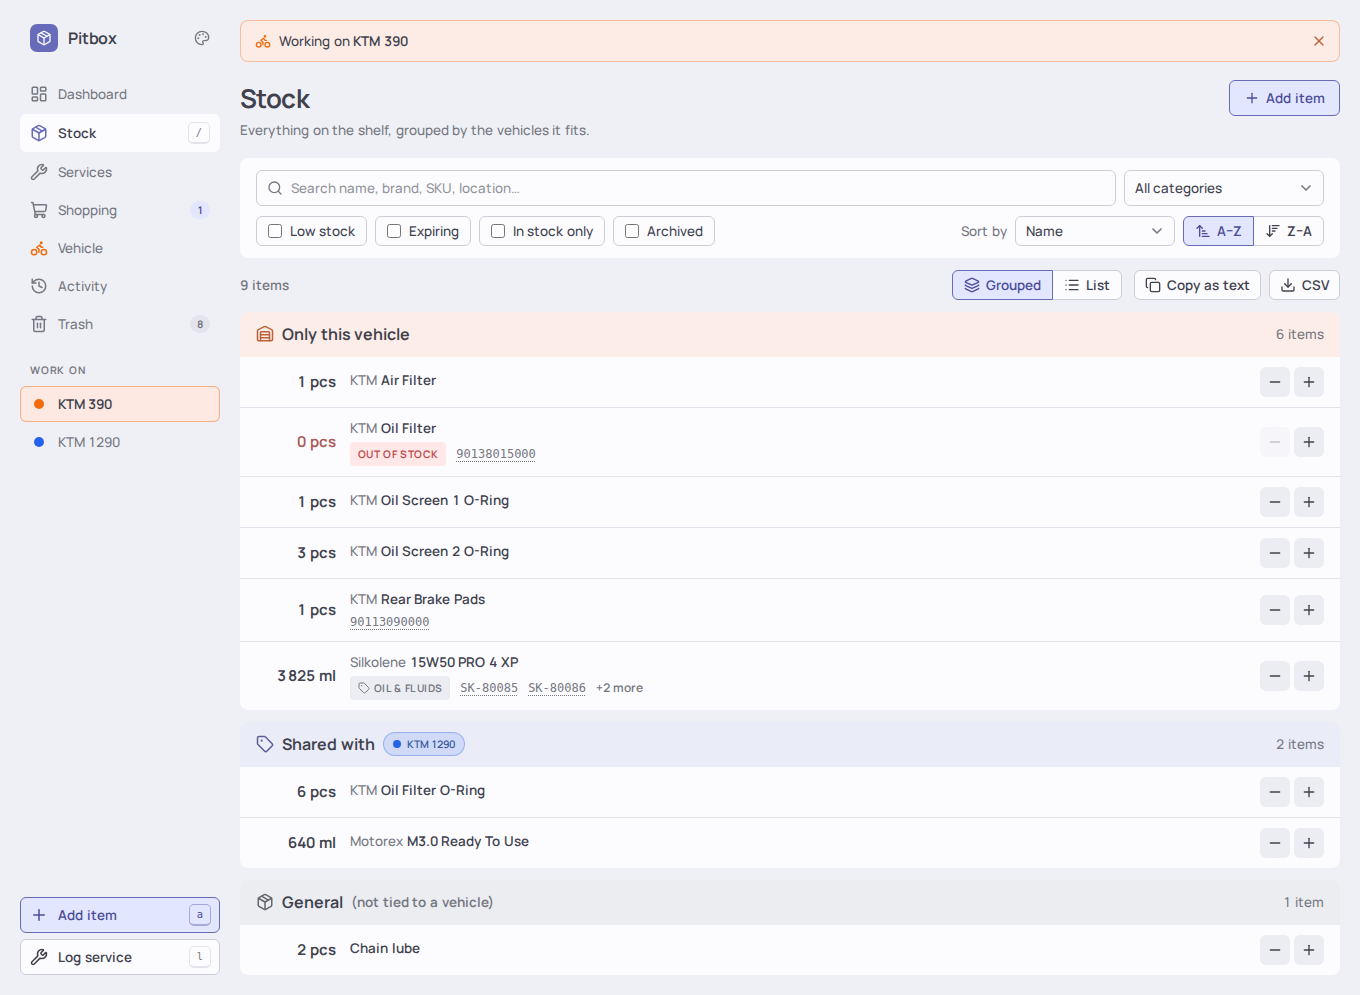 Pitbox
Dashboard
Stock /
Services
Shopping 1
Vehicle
Activity
Trash 8
WORK ON
KTM 390
KTM 1290
Add item a
Log service l
Working on KTM 390
Stock
Add item
Everything on the shelf, grouped by the vehicles it fits.
Search name, brand, SKU, location...
All categories
Low stock
Expiring
In stock only
Archived
Sort by
Name
A–Z
Z–A
9 items
Grouped
List
Copy as text
CSV
Only this vehicle
6 items
1 pcs KTM Air Filter
0 pcs KTM Oil Filter
OUT OF STOCK 90138015000
1 pcs KTM Oil Screen 1 O-Ring
3 pcs KTM Oil Screen 2 O-Ring
1 pcs KTM Rear Brake Pads
90113090000
3 825 ml Silkolene 15W50 PRO 4 XP
OIL & FLUIDS SK-80085 SK-80086 +2 more
Shared with KTM 1290
2 items
6 pcs KTM Oil Filter O-Ring
640 ml Motorex M3.0 Ready To Use
General (not tied to a vehicle)
1 item
2 pcs Chain lube